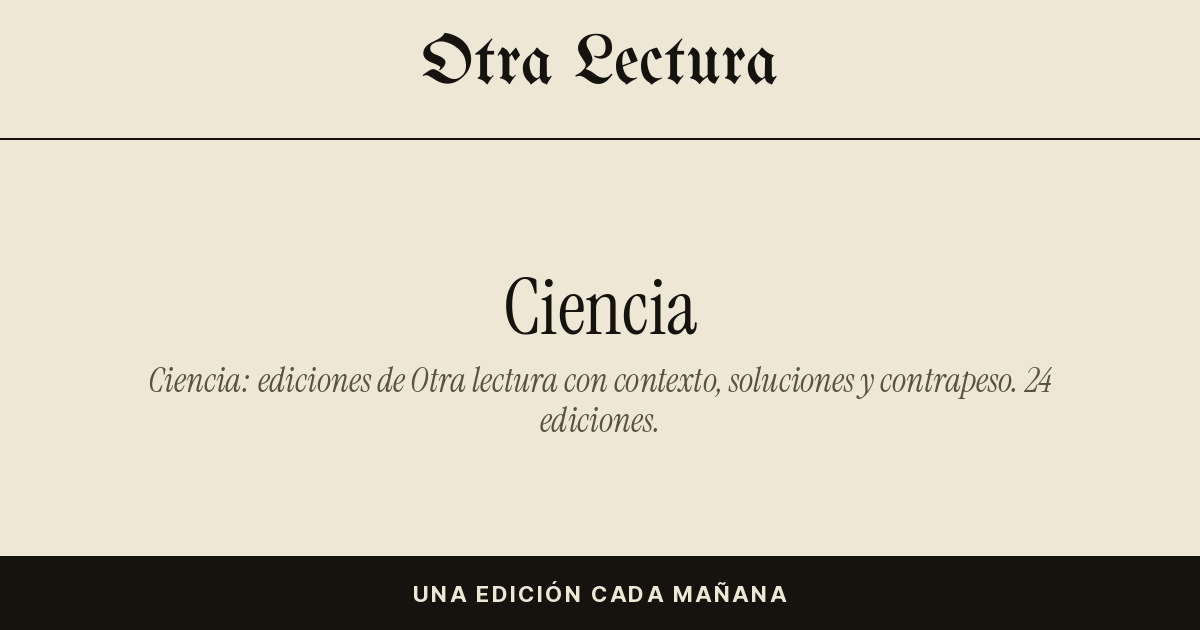 Otra Lectura
Ciencia
Ciencia: ediciones de Otra lectura con contexto, soluciones y contrapeso. 24
ediciones.
UNA EDICIÓN CADA MAÑANA